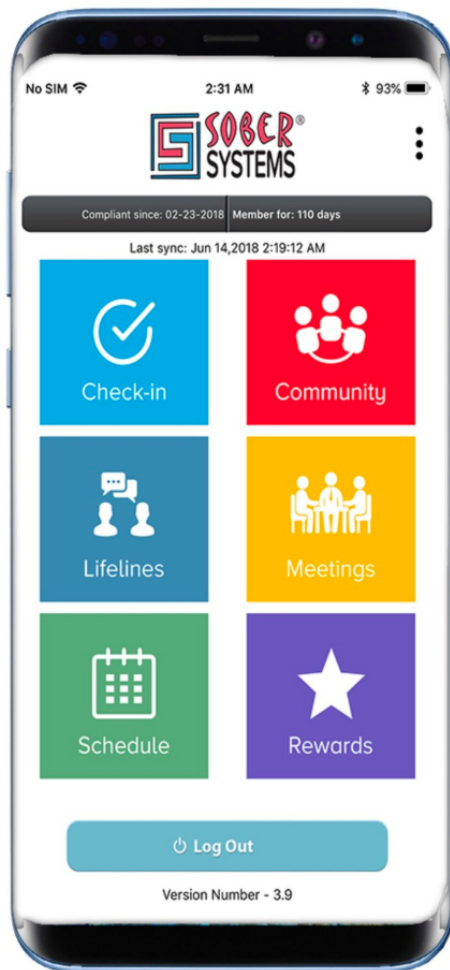 No SIM 2:31 AM 93%
SOBER®
SYSTEMS
Compliant since: 02-23-2018 Member for: 110 days
Last sync: Jun 14,2018 2:19:12 AM
Check-in Community
Lifelines Meetings
Schedule Rewards
Log Out
Version Number - 3.9